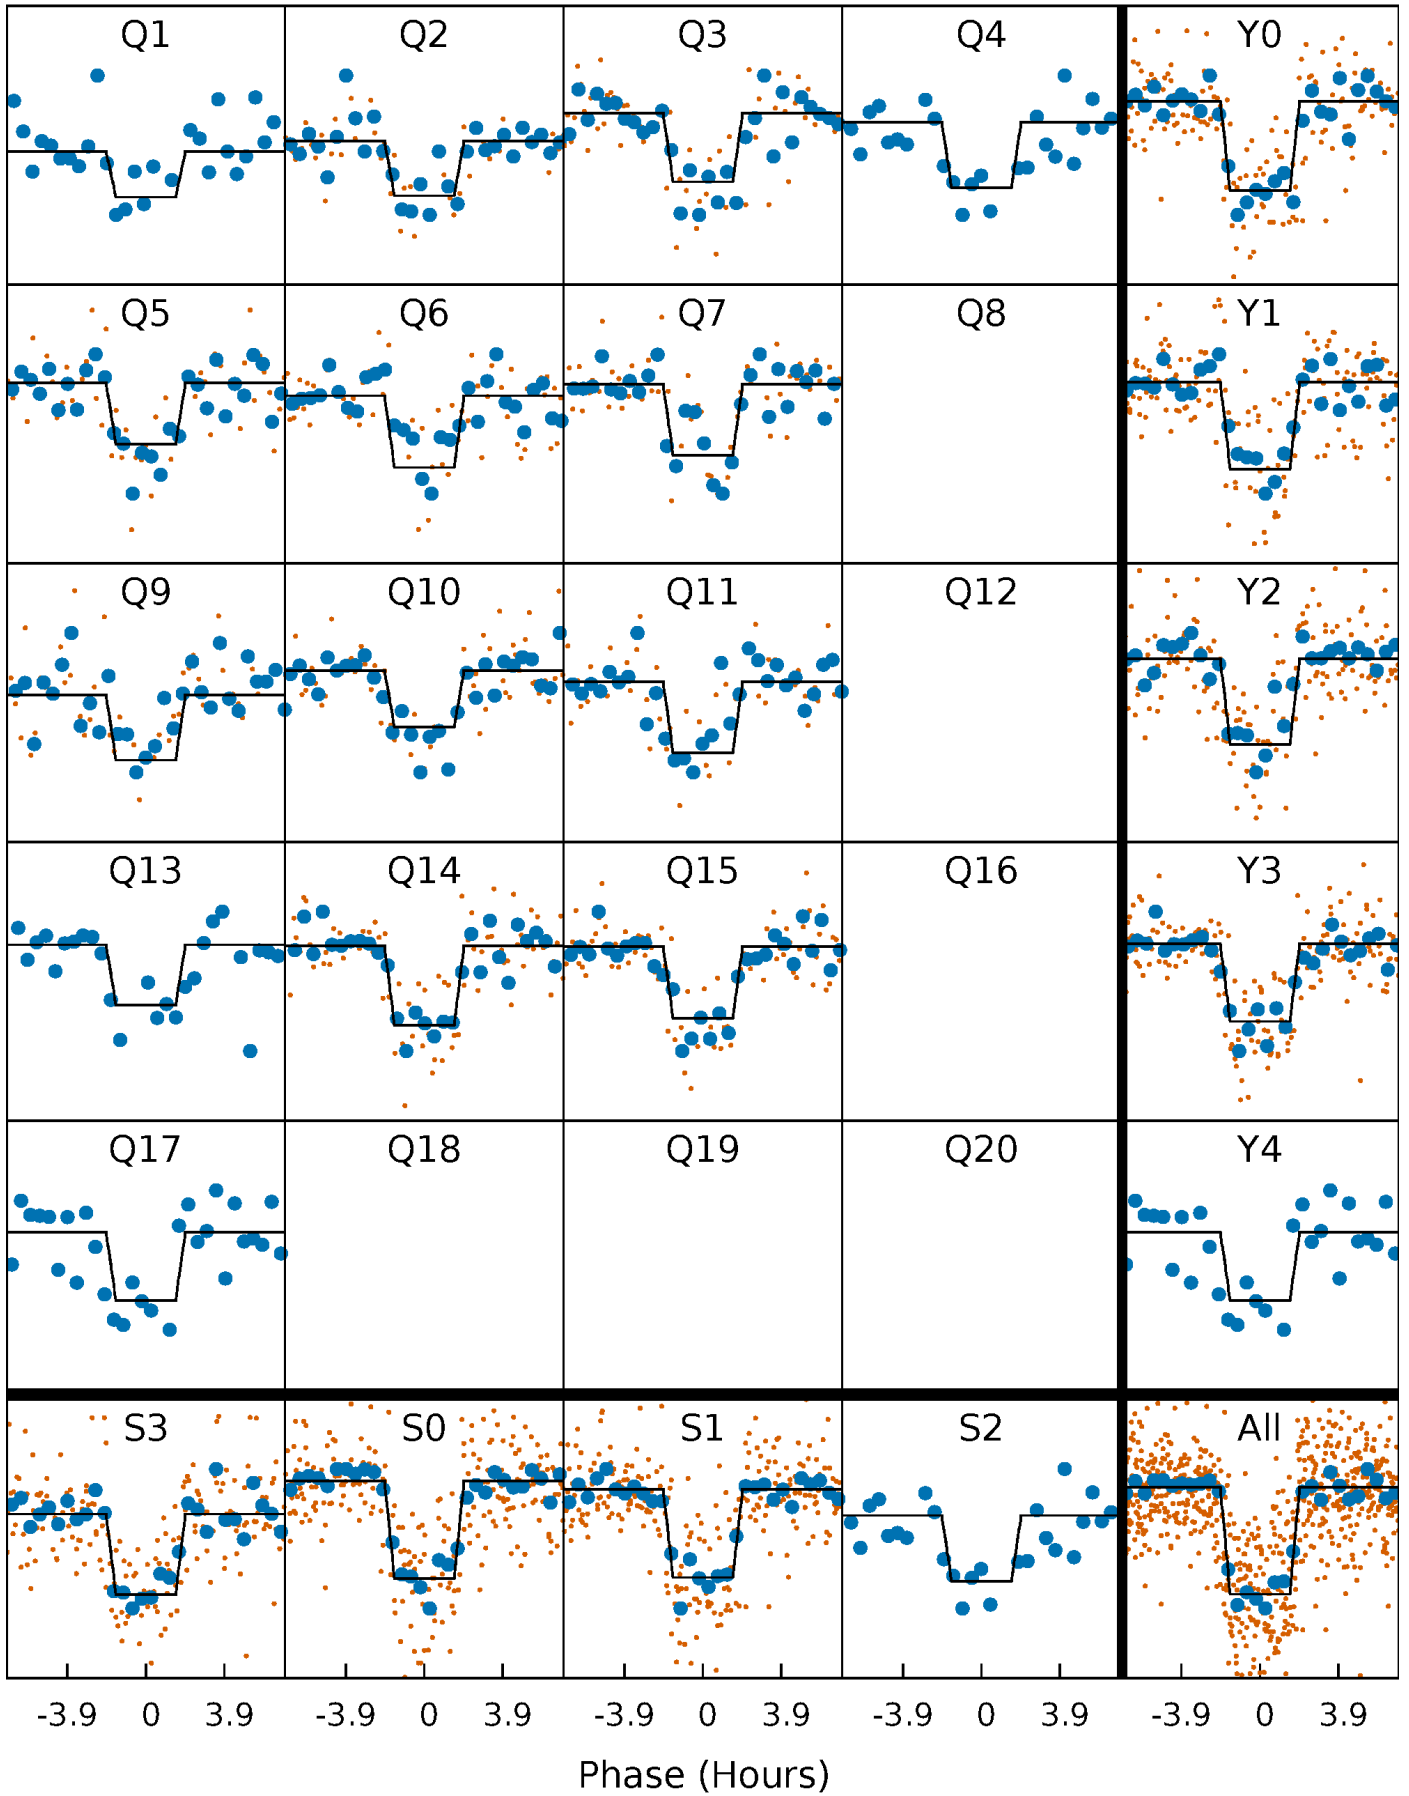 Q1 Q2 Q3 Q4 Y0
Q5 Q6 Q7 Q8 Y1
Q9 Q10 Q11 Q12 Y2
Q13 Q14 Q15 Q16 Y3
Q17 Q18 Q19 Q20 Y4
S3 S0 S1 S2 All
-3.9 0 3.9 -3.9 0 3.9 -3.9 0 3.9 -3.9 0 3.9 -3.9 0 3.9
Phase (Hours)